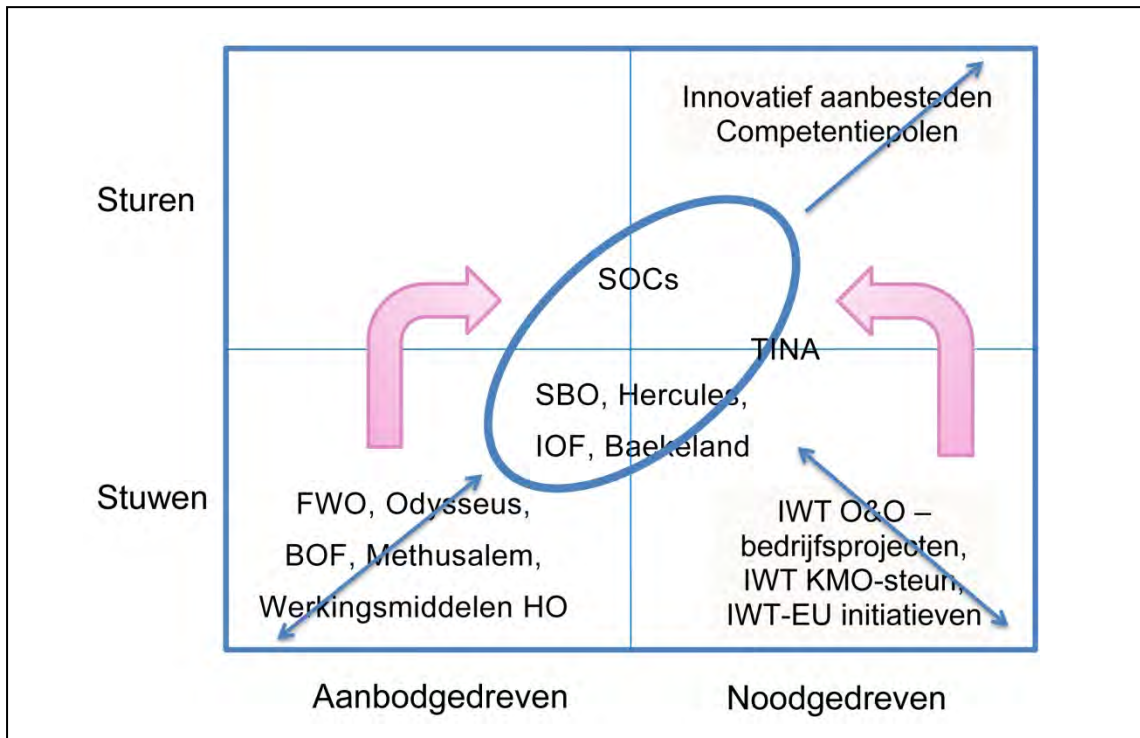 Innovatief aanbesteden
Competentiepolen
Sturen
SOCs
TINA
SBO, Hercules,
IOF, Baekeland
Stuwen
FWO, Odysseus,
BOF, Methusalem,
Werkingsmiddelen HO
IWT O&O –
bedrijfsprojecten,
IWT KMO-steun,
IWT-EU initiatieven
Aanbodgedreven
Noodgedreven